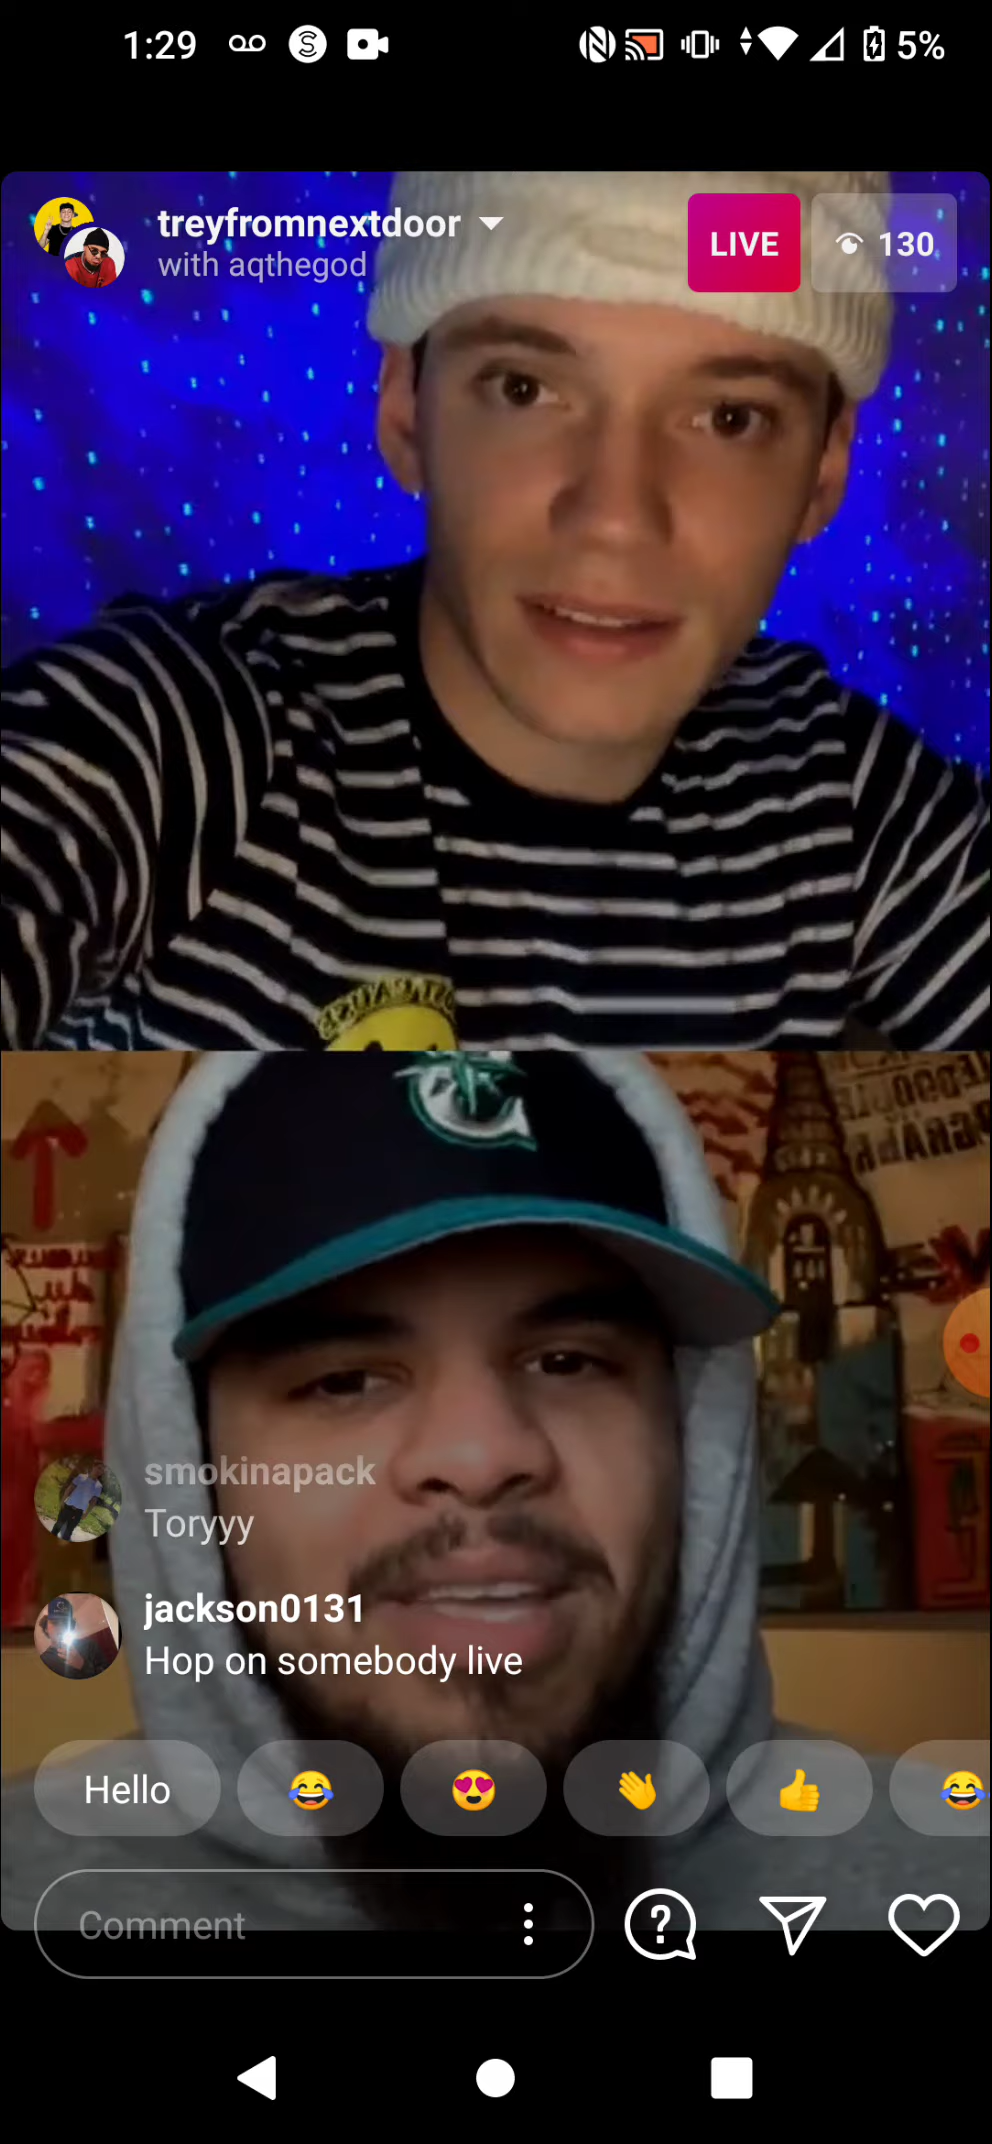 1:29
5%
treyfromnextdoor
with aqthegod
LIVE
130
smokinapack
Toryyy
jackson0131
Hop on somebody live
Hello
Comment